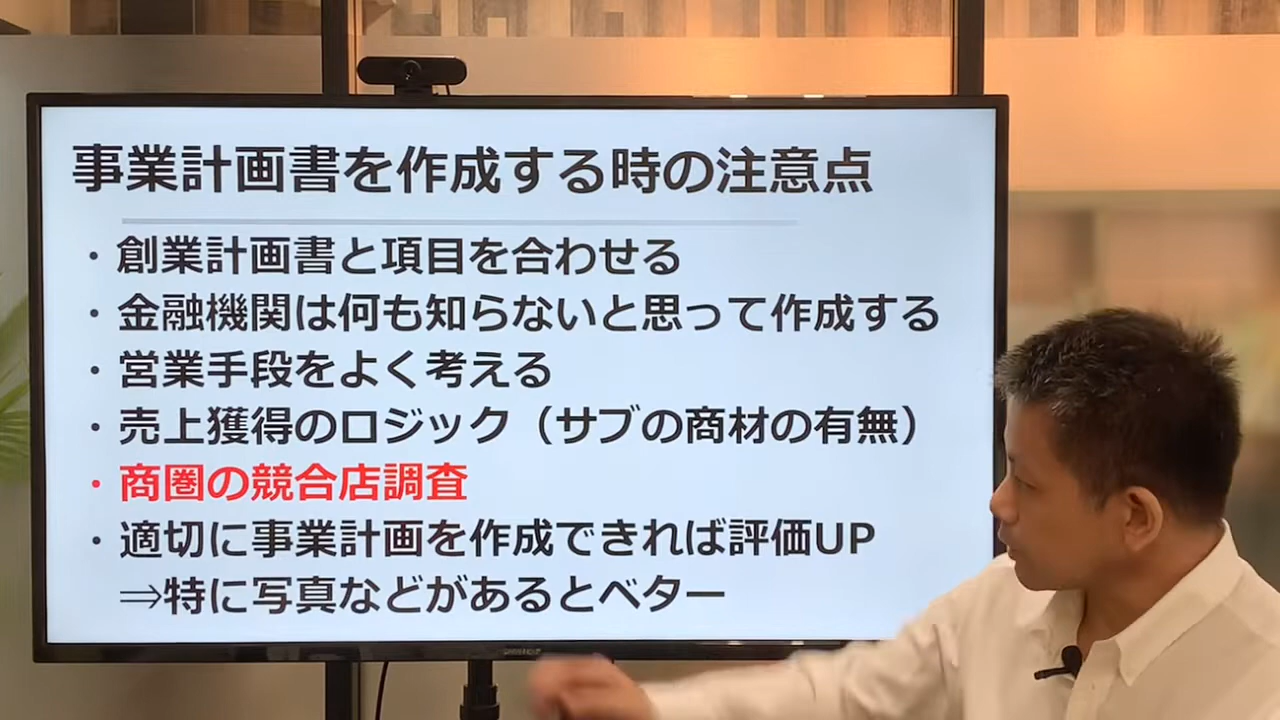 事業計画書を作成する時の注意点
・創業計画書と項目を合わせる
・金融機関は何も知らないと思って作成する
・営業手段をよく考える
・売上獲得のロジック（サブの商材の有無）
・商圏の競合店調査
・適切に事業計画を作成できれば評価UP
⇒特に写真などがあるとベター